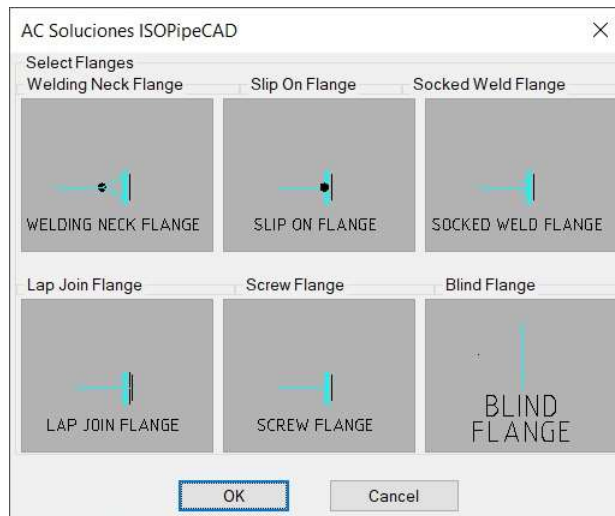 AC Soluciones ISOPipeCAD
Select Flanges
Welding Neck Flange
Slip On Flange
Socked Weld Flange
WELDING NECK FLANGE
SLIP ON FLANGE
SOCKED WELD FLANGE
Lap Join Flange
Screw Flange
Blind Flange
LAP JOIN FLANGE
SCREW FLANGE
BLIND
FLANGE
OK
Cancel